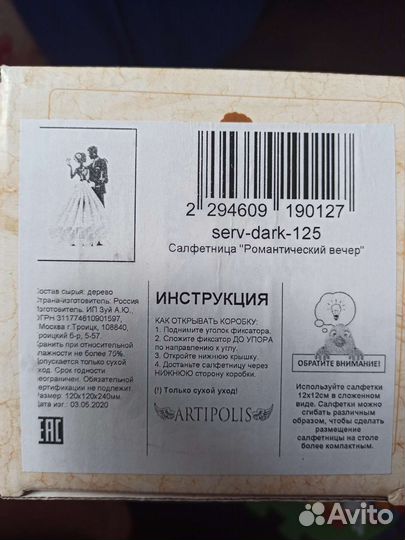 2 294609 190127
serv-dark-125
Салфетница "Романтический вечер"
Состав сырья: дерево
Страна-изготовитель: Россия
Изготовитель: ИП Зуй А.Ю.,
ОГРН 311774610901597,
г.Москва г.Троицк, 108840,
Троицкий б-р, 5-57
Хранить при относительной
влажности не более 75%.
Допускается только сухой
уход. Срок годности
неограничен. Обязательной
сертификации не подлежит.
Размер: 120х120х240мм.
Дата изг.: 03.05.2020
EAC
ИНСТРУКЦИЯ
КАК ОТКРЫВАТЬ КОРОБКУ:
1. Поднимите уголок фиксатора.
2. Сложите фиксатор ДО УПОРА
по направлению к углу.
3. Откройте нижнюю крышку.
4. Достаньте салфетницу через
НИЖНЮЮ сторону коробки.
(!) Только сухой уход!
ARTIPOLIS
ОБРАТИТЕ ВНИМАНИЕ!
Используйте салфетки
12х12см в сложенном
виде. Салфетки можно
сгибать различным
образом, чтобы сделать
размещение
салфетницы на столе
более компактным.
Avito